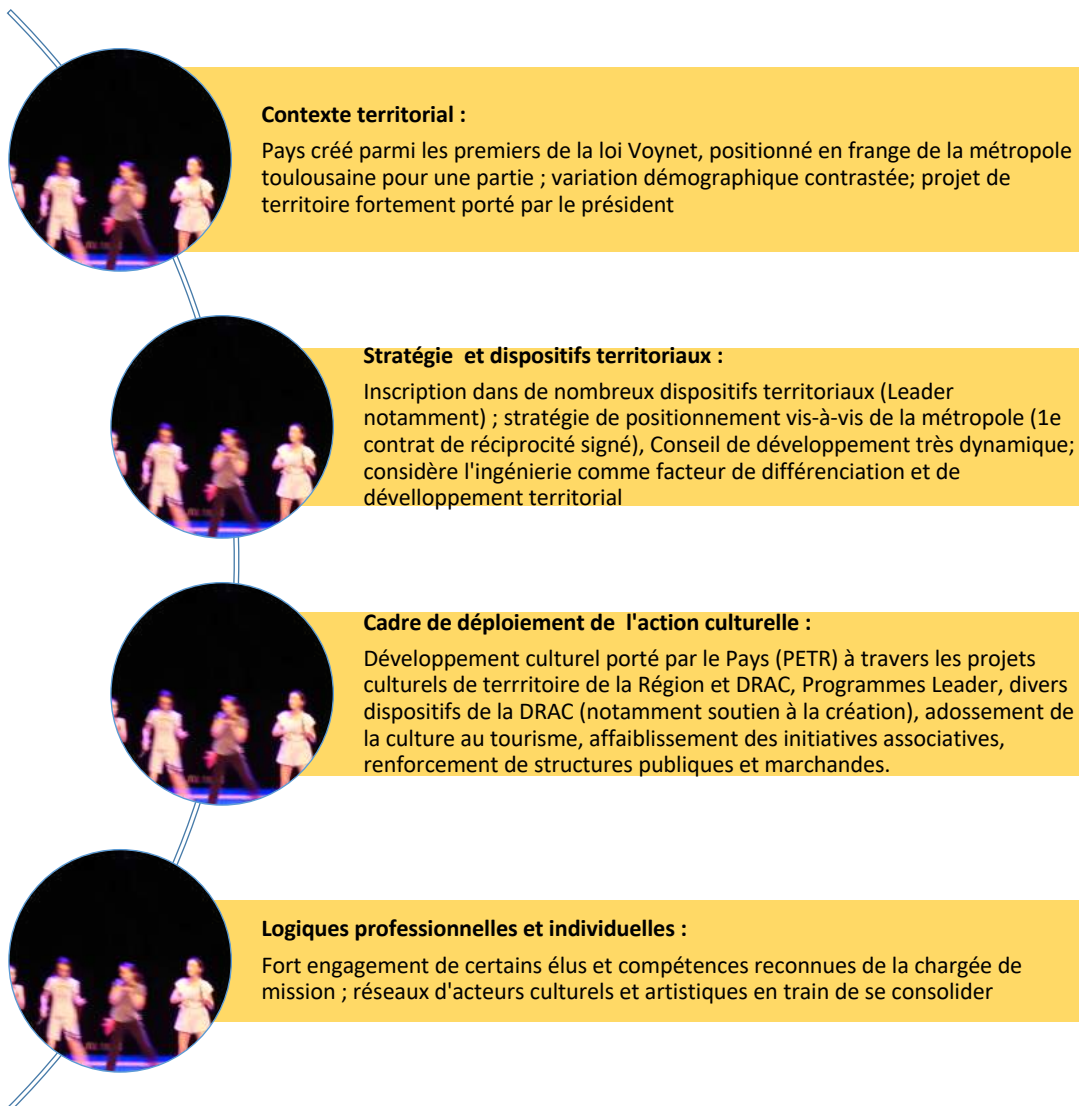 Contexte territorial :
Pays créé parmi les premiers de la loi Voynet, positionné en frange de la métropole
toulousaine pour une partie ; variation démographique contrastée; projet de
territoire fortement porté par le président
Stratégie  et dispositifs territoriaux :
Inscription dans de nombreux dispositifs territoriaux (Leader
notamment) ; stratégie de positionnement vis-à-vis de la métropole (1e
contrat de réciprocité signé), Conseil de développement très dynamique;
considère l'ingénierie comme facteur de différenciation et de
dévelloppement territorial
Cadre de déploiement de  l'action culturelle :
Développement culturel porté par le Pays (PETR) à travers les projets
culturels de terrritoire de la Région et DRAC, Programmes Leader, divers
dispositifs de la DRAC (notamment soutien à la création), adossement de
la culture au tourisme, affaiblissement des initiatives associatives,
renforcement de structures publiques et marchandes.
Logiques professionnelles et individuelles :
Fort engagement de certains élus et compétences reconnues de la chargée de
mission ; réseaux d'acteurs culturels et artistiques en train de se consolider